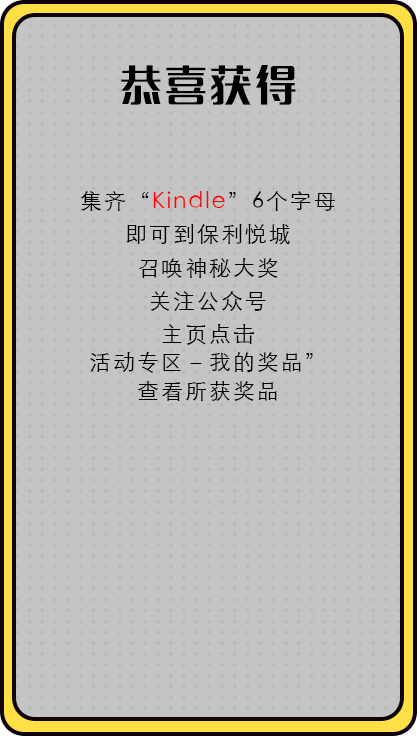 恭喜获得
集齐“Kindle”6个字母
即可到保利悦城
召唤神秘大奖
关注公众号
主页点击
活动专区–我的奖品”
查看所获奖品